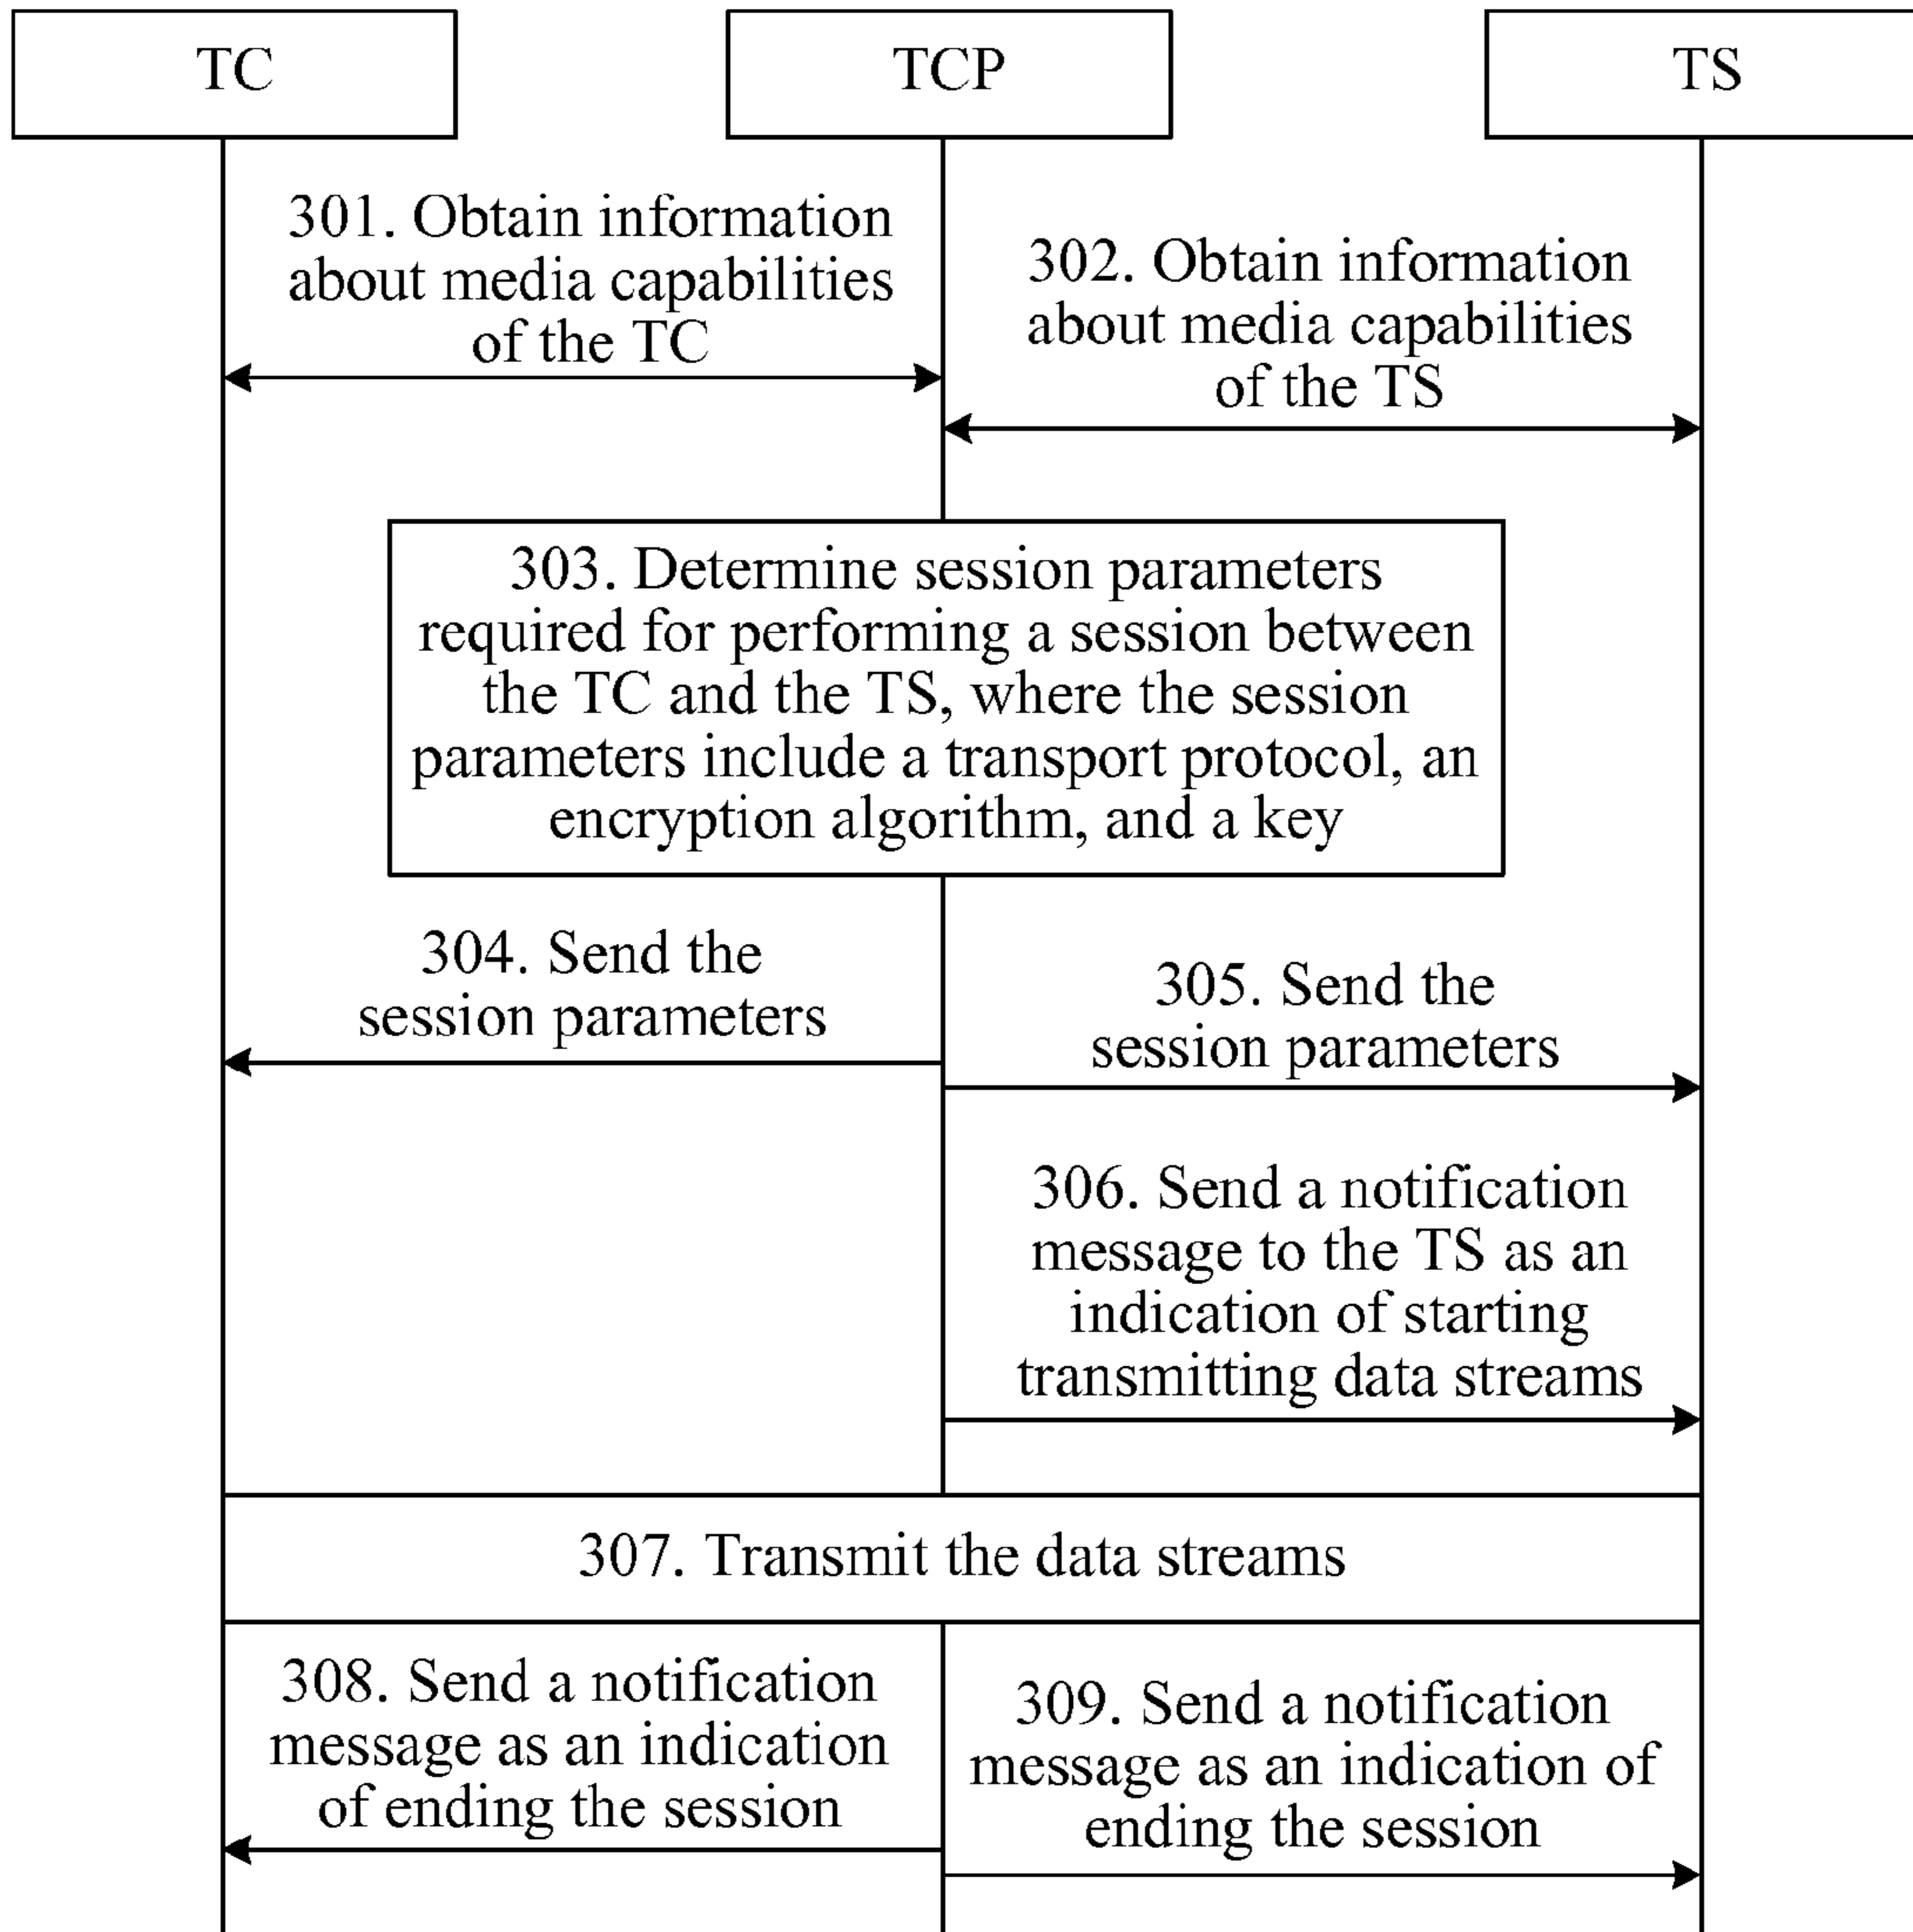 TC
TCP
TS
301. Obtain information
about media capabilities
of the TC
302. Obtain information
about media capabilities
of the TS
303. Determine session parameters
required for performing a session between
the TC and the TS, where the session
parameters include a transport protocol, an
encryption algorithm, and a key
304. Send the
session parameters
305. Send the
session parameters
306. Send a notification
message to the TS as an
indication of starting
transmitting data streams
307. Transmit the data streams
308. Send a notification
message as an indication
of ending the session
309. Send a notification
message as an indication of
ending the session